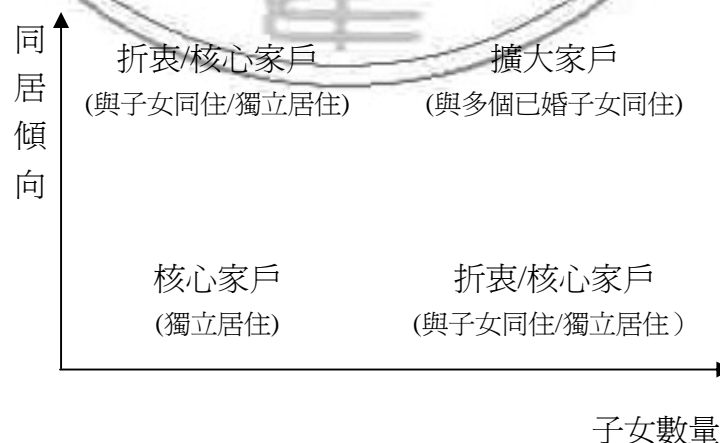 同居傾向
折衷/核心家戶
(與子女同住/獨立居住)
擴大家戶
(與多個已婚子女同住)
核心家戶
(獨立居住)
折衷/核心家戶
(與子女同住/獨立居住）
子女數量